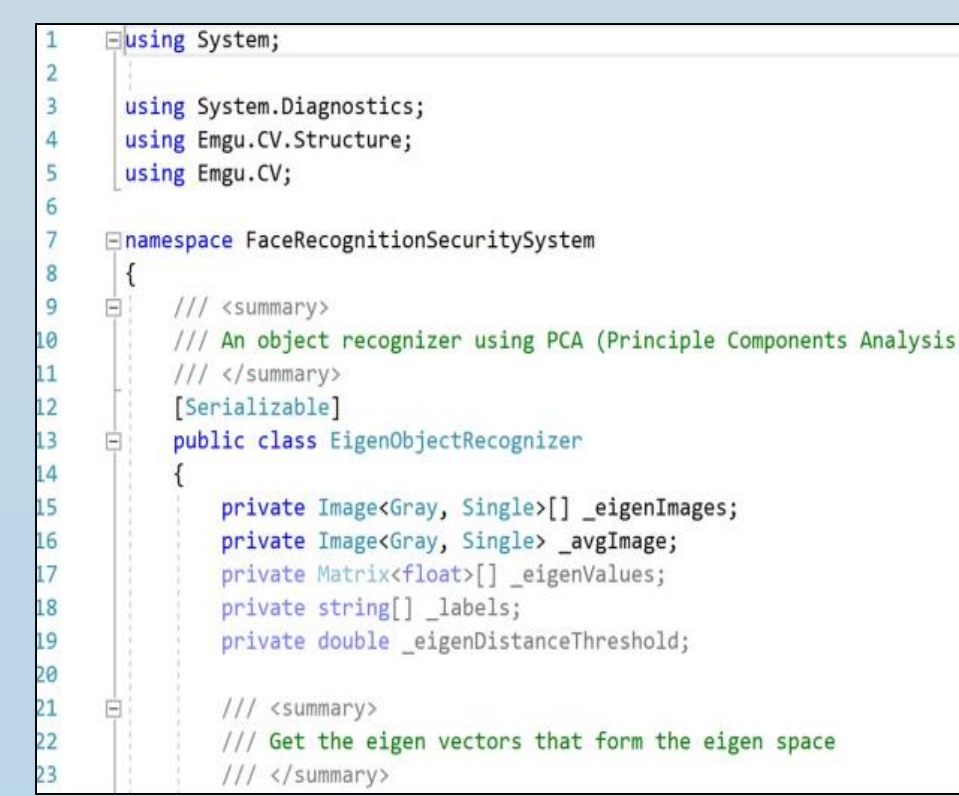 1 using System;
2
3 using System.Diagnostics;
4 using Emgu.CV.Structure;
5 using Emgu.CV;
6
7 namespace FaceRecognitionSecuritySystem
8 {
9 /// <summary>
10 /// An object recognizer using PCA (Principle Components Analysis
11 /// </summary>
12 [Serializable]
13 public class EigenObjectRecognizer
14 {
15 private Image<Gray, Single>[] _eigenImages;
16 private Image<Gray, Single> _avgImage;
17 private Matrix<float>[] _eigenValues;
18 private string[] _labels;
19 private double _eigenDistanceThreshold;
20
21 /// <summary>
22 /// Get the eigen vectors that form the eigen space
23 /// </summary>